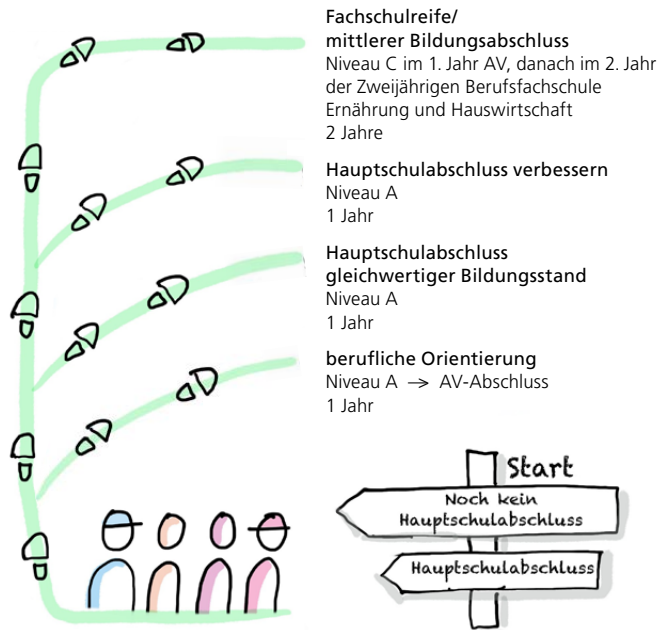 Fachschulreife/
mittlerer Bildungsabschluss
Niveau C im 1. Jahr AV, danach im 2. Jahr
der Zweijährigen Berufsfachschule
Ernährung und Hauswirtschaft
2 Jahre
Hauptschulabschluss verbessern
Niveau A
1 Jahr
Hauptschulabschluss
gleichwertiger Bildungsstand
Niveau A
1 Jahr
berufliche Orientierung
Niveau A → AV-Abschluss
1 Jahr
Start
Noch kein
Hauptschulabschluss
Hauptschulabschluss